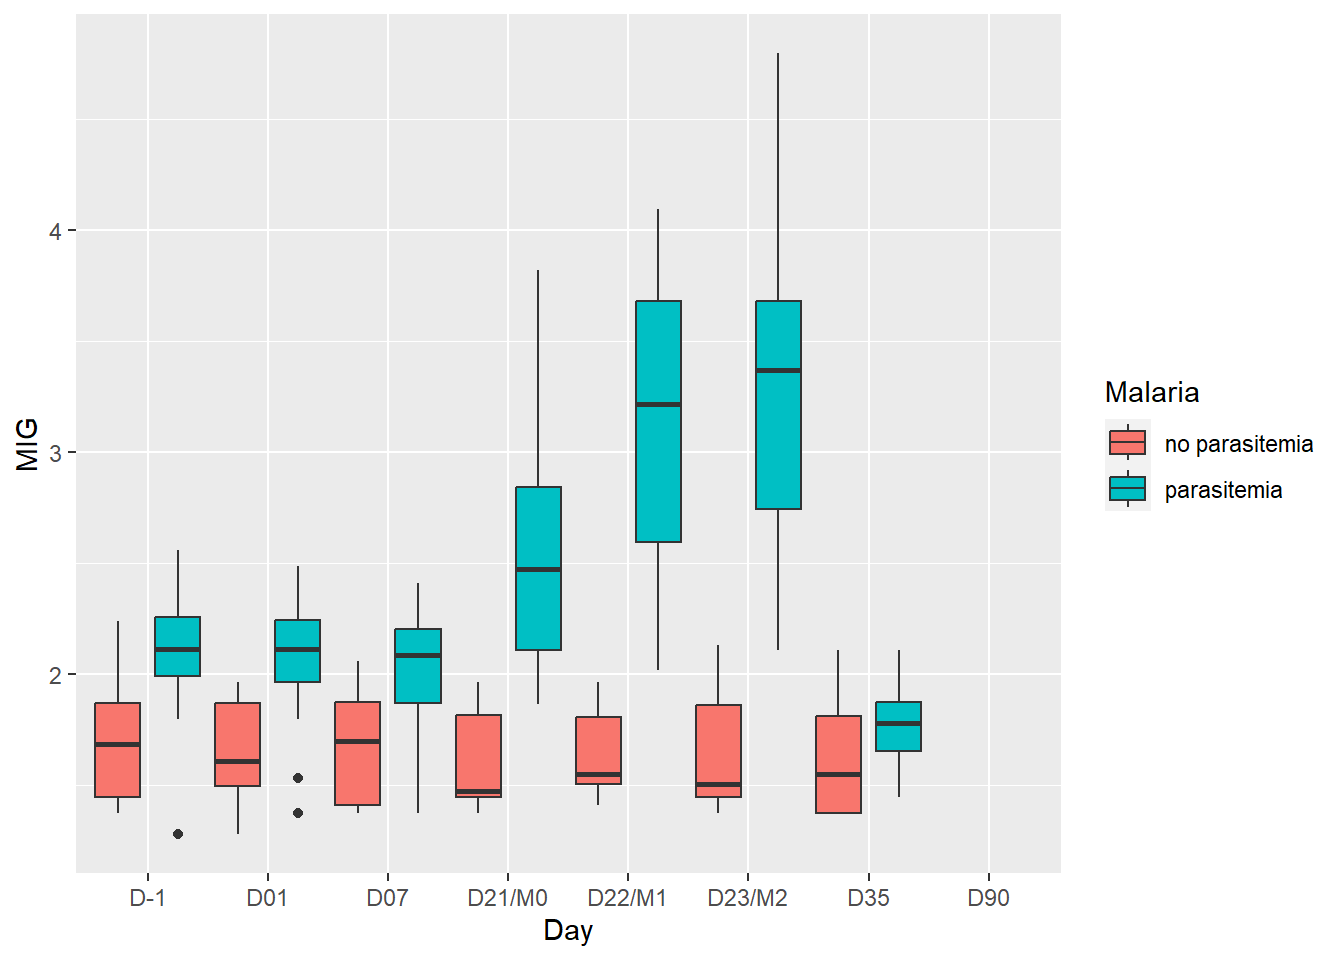 MIG
4
3
2
D-1 D01 D07 D21/M0 D22/M1 D23/M2 D35 D90
Day
Malaria
no parasitemia
parasitemia